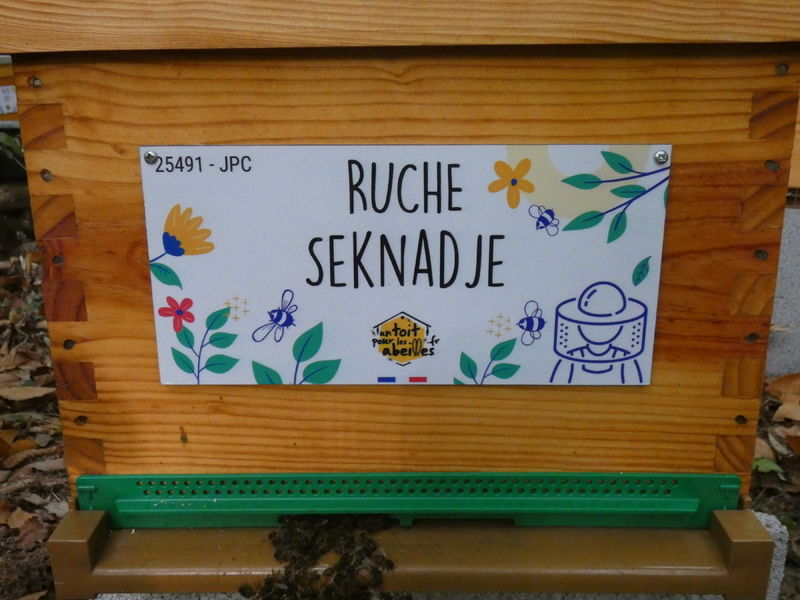 25491 - JPC
RUCHE
SEKNADJE
un toit
pour les .fr
abeilles